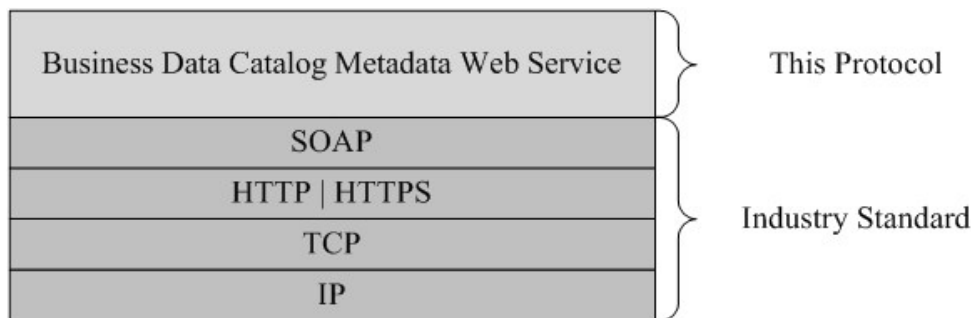 Business Data Catalog Metadata Web Service
This Protocol
SOAP
HTTP | HTTPS
TCP
IP
Industry Standard